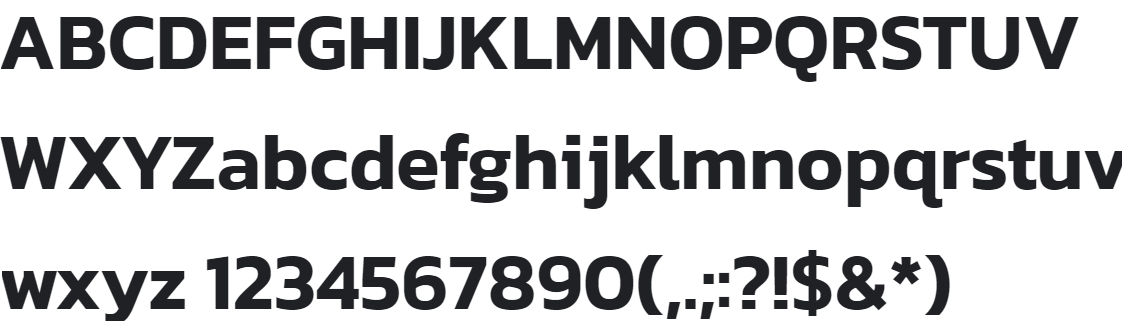 ABCDEFGHIJKLMNOPQRSTUV
WXYZabcdefghijklmnopqrstuv
wxyz 1234567890(,.;:?!$&*)